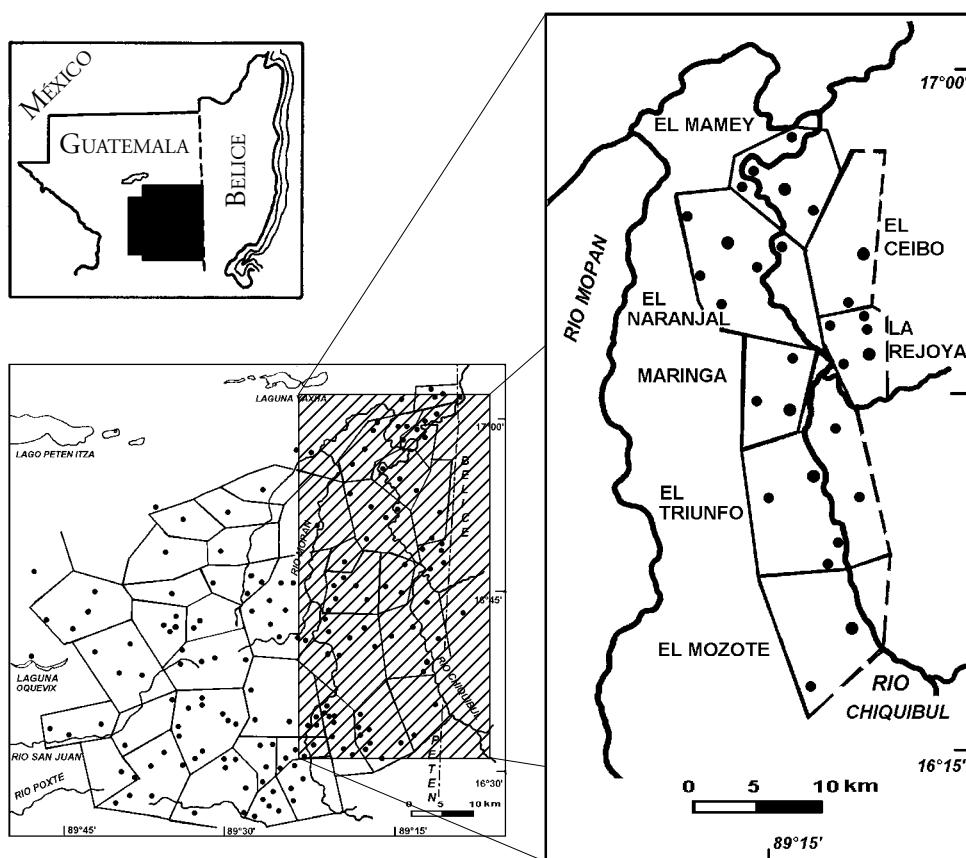 MÉXICO
GUATEMALA
BELICE
LAGUNA YAXHA
LAGO PETEN ITZA
17°00'
BELICE
RIO MOPAN
16°45'
LAGUNA
OQUEVIX
RIO CHIQUIBUL
RIO SAN JUAN
RIO POXTE
PETEN
16°30'
0 5 10 km
89°45'
89°30'
89°15'
17°00'
EL MAMEY
EL
CEIBO
RIO MOPAN
EL
NARANJAL
LA
REJOYA
MARINGA
EL
TRIUNFO
EL MOZOTE
RIO
CHIQUIBUL
16°15'
0 5 10 km
89°15'